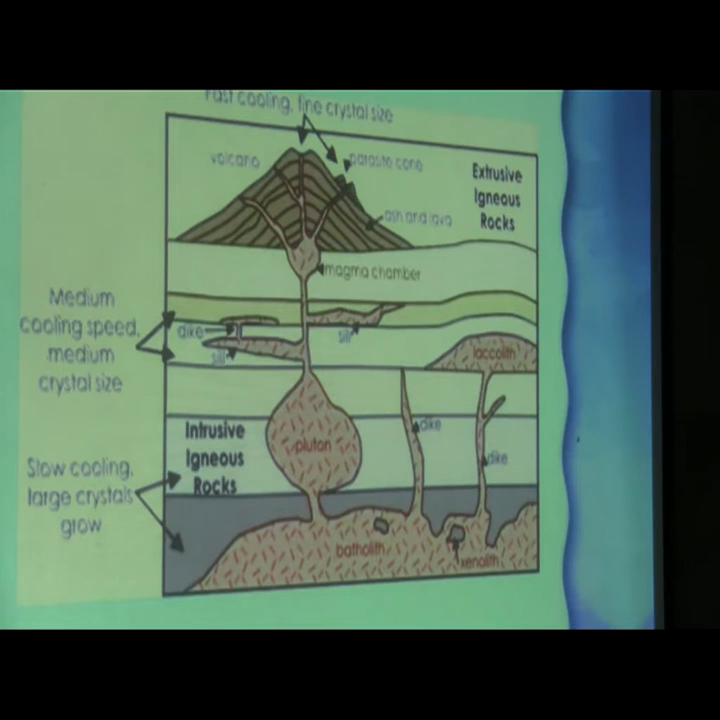 Fast cooling, fine crystal size
volcano
parasite cone
Extrusive
Igneous
Rocks
ash and lava
magma chamber
Medium
cooling speed,
medium
crystal size
dike
sill
sill
laccolith
Intrusive
Igneous
Rocks
pluton
dike
dike
Slow cooling,
large crystals
grow
batholith
xenolith